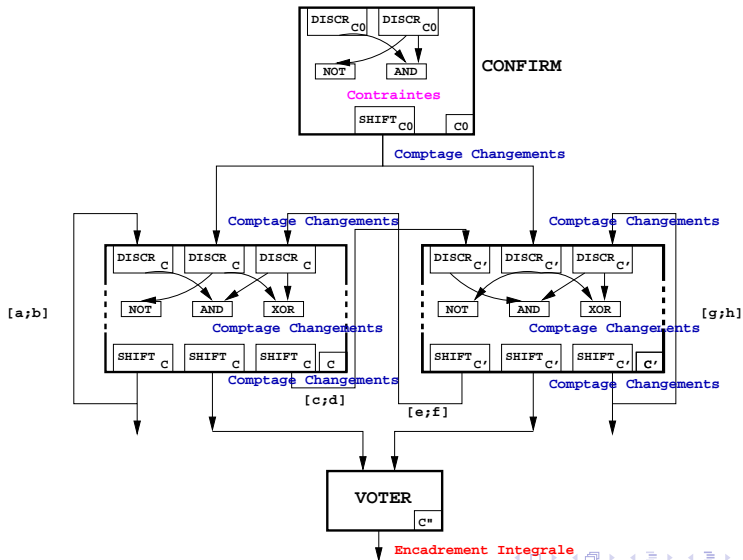 DISCR C0 DISCR C0
NOT AND
CONFIRM
Contraintes
SHIFT C0 C0
Comptage Changements
Comptage Changements Comptage Changements
DISCR C DISCR C DISCR C DISCR C' DISCR C' DISCR C'
[a;b] NOT AND XOR NOT AND XOR [g;h]
Comptage Changements Comptage Changements
SHIFT C SHIFT C SHIFT C C SHIFT C' SHIFT C' SHIFT C' C'
Comptage Changements Comptage Changements
[c;d] [e;f]
VOTER
C"
Encadrement Integrale